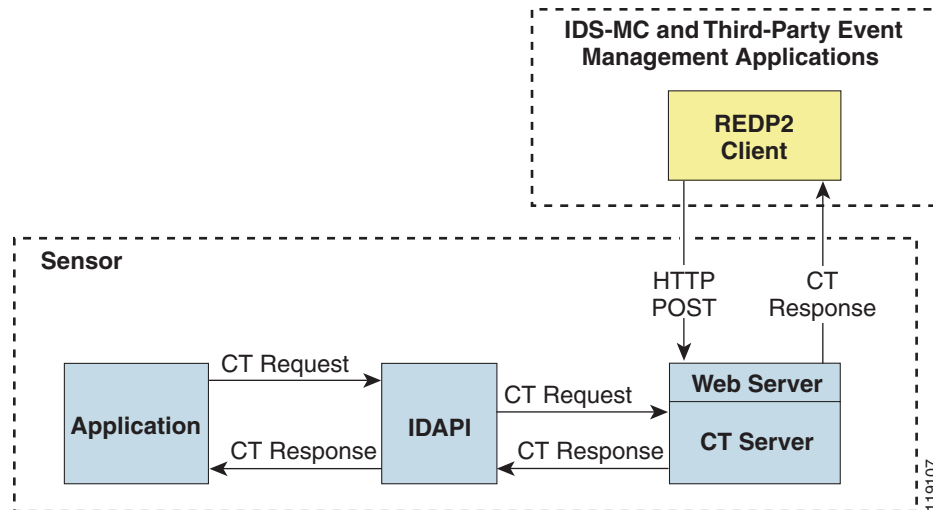 IDS-MC and Third-Party Event
Management Applications
REDP2
Client
Sensor
HTTP
POST
CT
Response
Application
CT Request
CT Response
IDAPI
CT Request
CT Response
Web Server
CT Server
119107